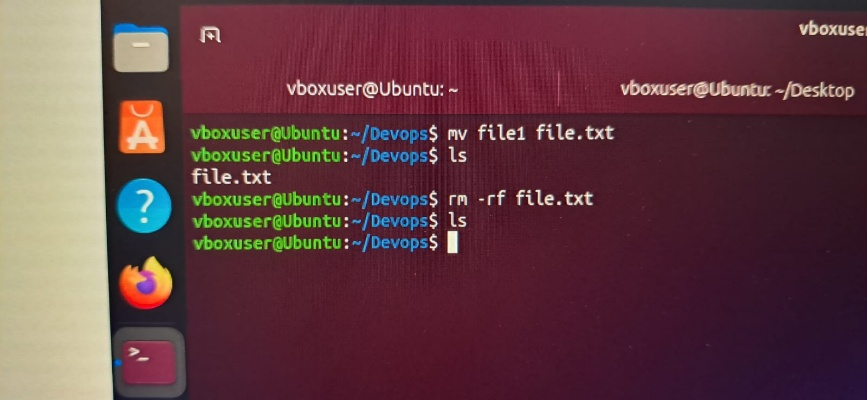 vboxuse
vboxuser@Ubuntu: ~
vboxuser@Ubuntu: ~/Desktop
vboxuser@Ubuntu:~/Devops$ mv file1 file.txt
vboxuser@Ubuntu:~/Devops$ ls
file.txt
vboxuser@Ubuntu:~/Devops$ rm -rf file.txt
vboxuser@Ubuntu:~/Devops$ ls
vboxuser@Ubuntu:~/Devops$